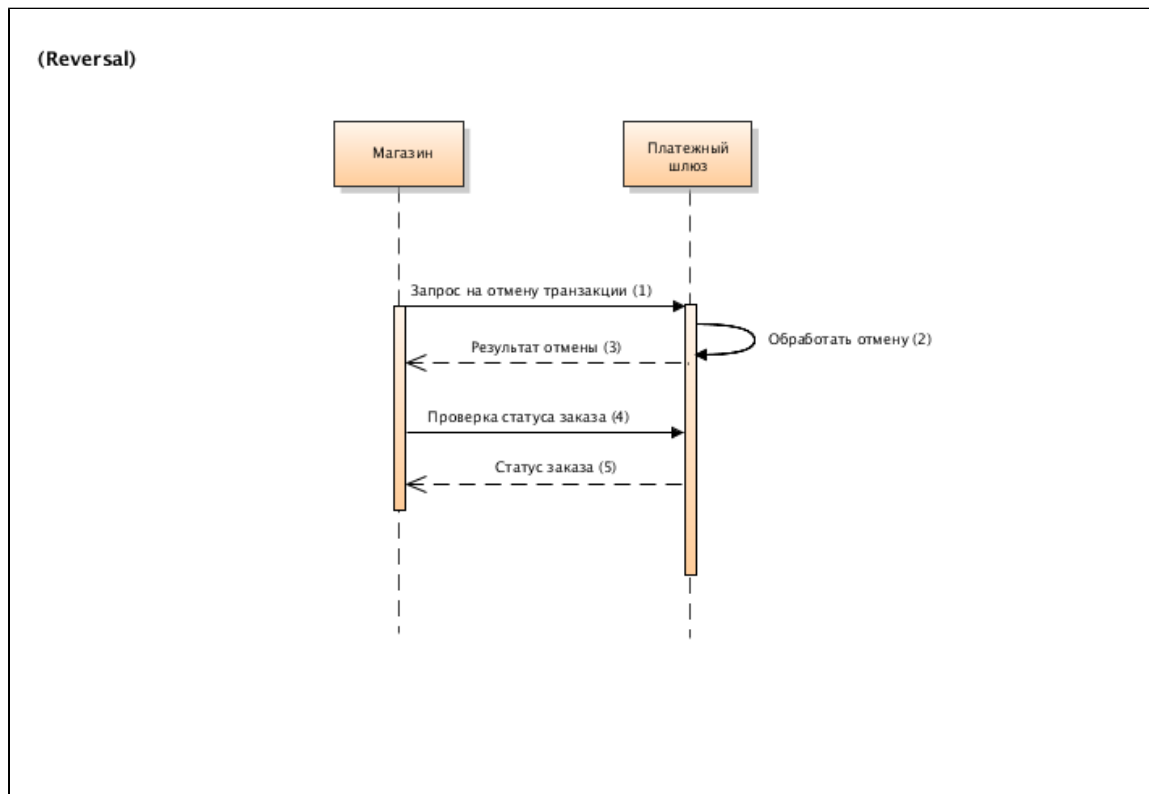 (Reversal)
Магазин
Платежный
шлюз
Запрос на отмену транзакции (1)
Обработать отмену (2)
Результат отмены (3)
Проверка статуса заказа (4)
Статус заказа (5)